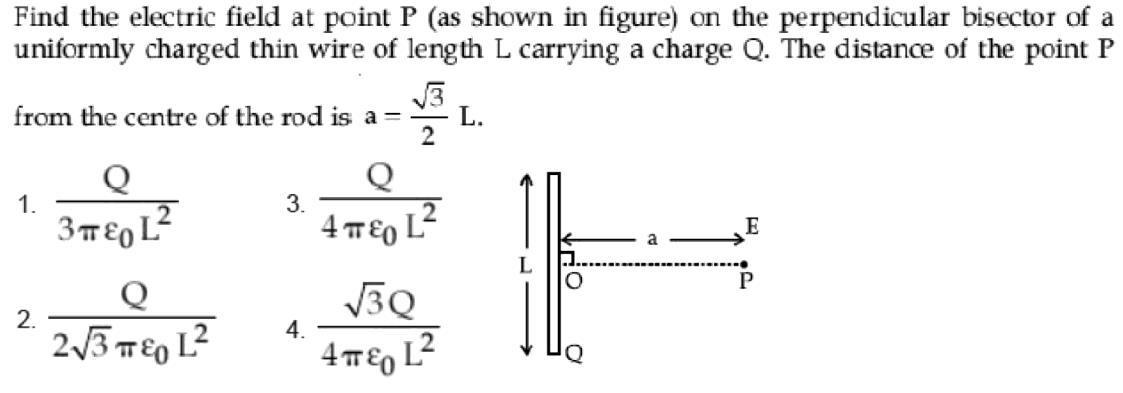 Find the electric field at point P (as shown in figure) on the perpendicular bisector of a
uniformly charged thin wire of length L carrying a charge Q. The distance of the point P
from the centre of the rod is a = √3/2 L.
1. Q/3πε₀L²
3. Q/4πε₀L²
2. Q/2√3πε₀L²
4. √3Q/4πε₀L²
E
a
L
O
P
Q